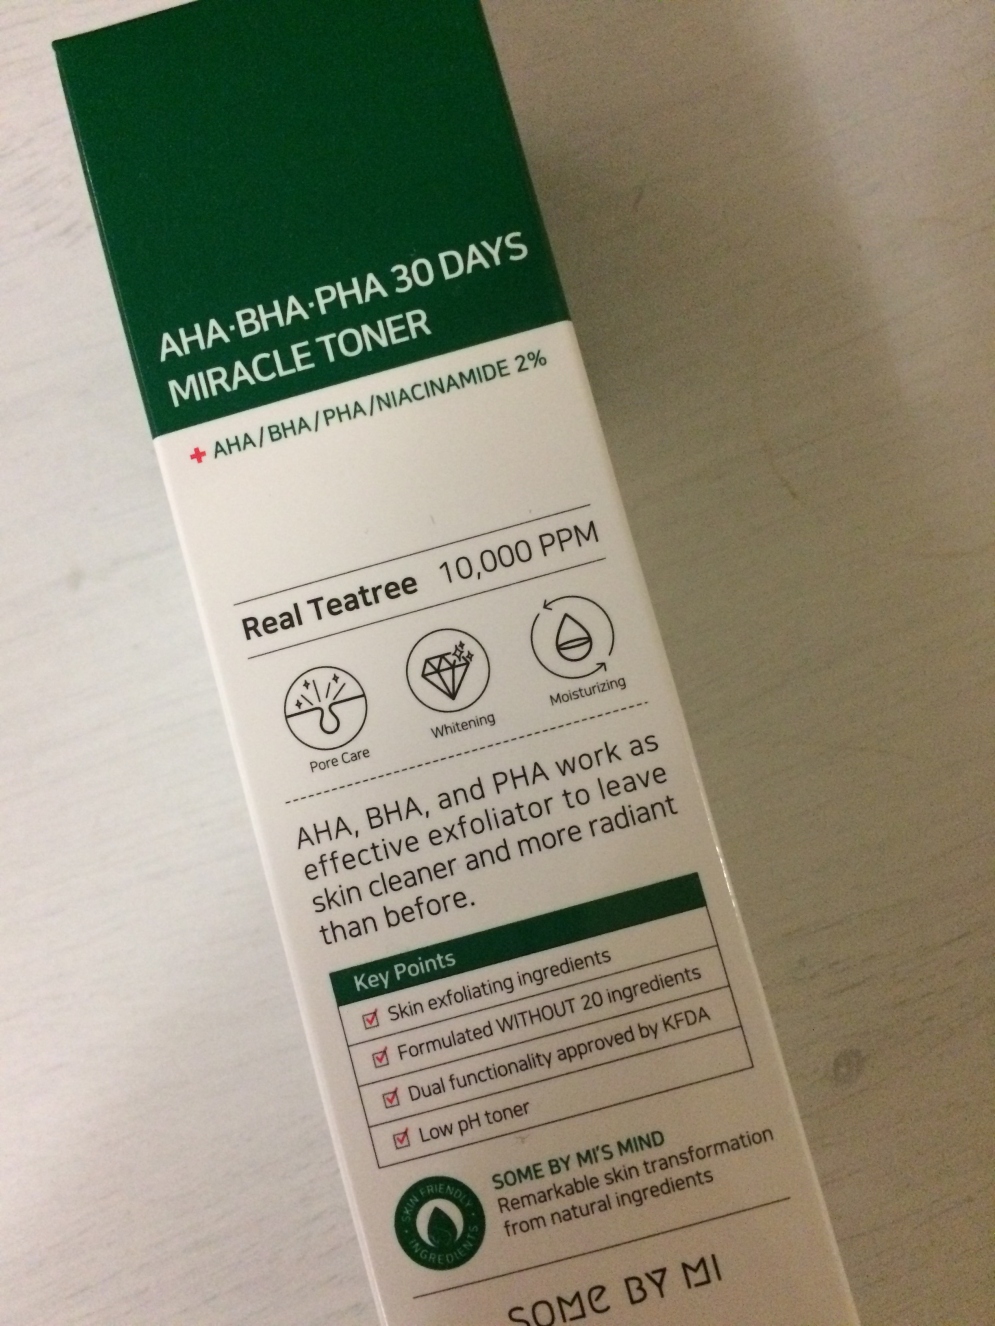 AHA·BHA·PHA 30 DAYS
MIRACLE TONER
+ AHA/BHA/PHA/NIACINAMIDE 2%
Real Teatree 10,000 PPM
Pore Care
Whitening
Moisturizing
AHA, BHA, and PHA work as
effective exfoliator to leave
skin cleaner and more radiant
than before.
Key Points
Skin exfoliating ingredients
Formulated WITHOUT 20 ingredients
Dual functionality approved by KFDA
Low pH toner
SKIN FRIENDLY
INGREDIENTS
SOME BY MI'S MIND
Remarkable skin transformation
from natural ingredients
SOME BY MI